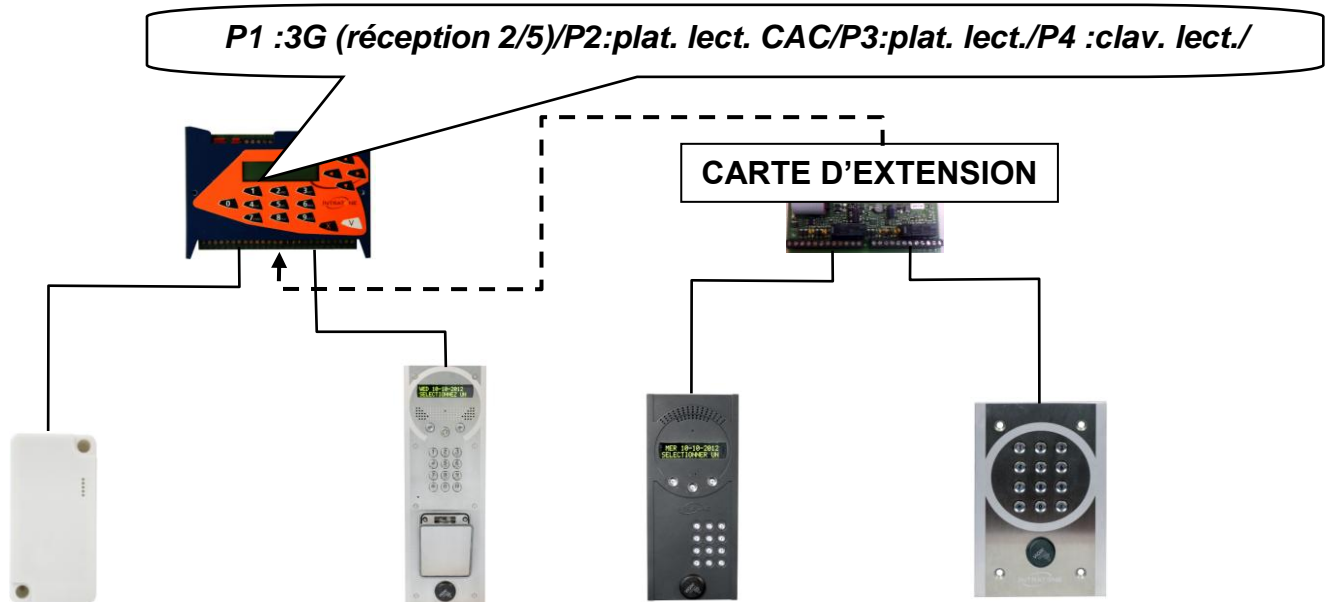 P1 :3G (réception 2/5)/P2:plat. lect. CAC/P3:plat. lect./P4 :clav. lect./
CARTE D'EXTENSION
WED 10-10-2012
SELECTIONNEZ UN
MER 10-10-2012
SELECTIONNER UN
INTRATONE